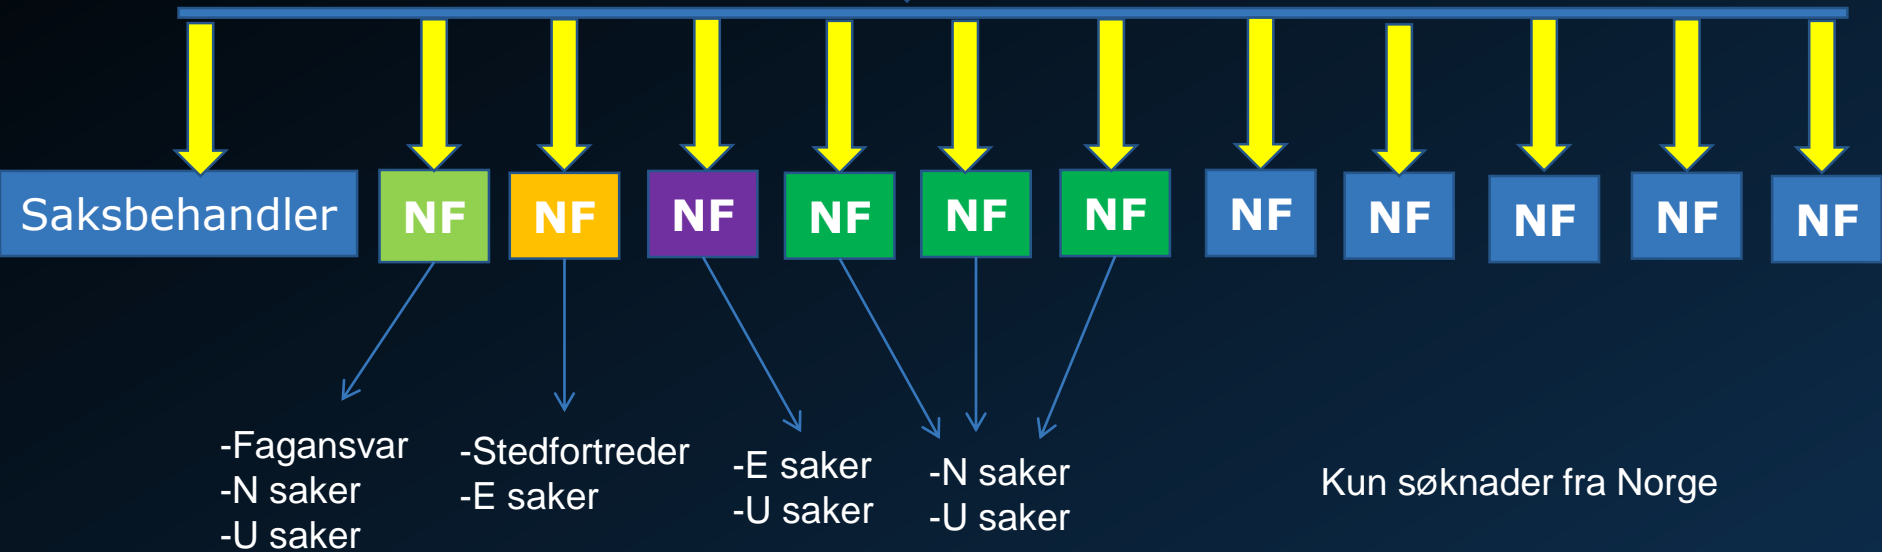 Saksbehandler NF NF NF NF NF NF NF NF NF NF NF
-Fagansvar
-N saker
-U saker
-Stedfortreder
-E saker
-E saker
-U saker
-N saker
-U saker
Kun søknader fra Norge